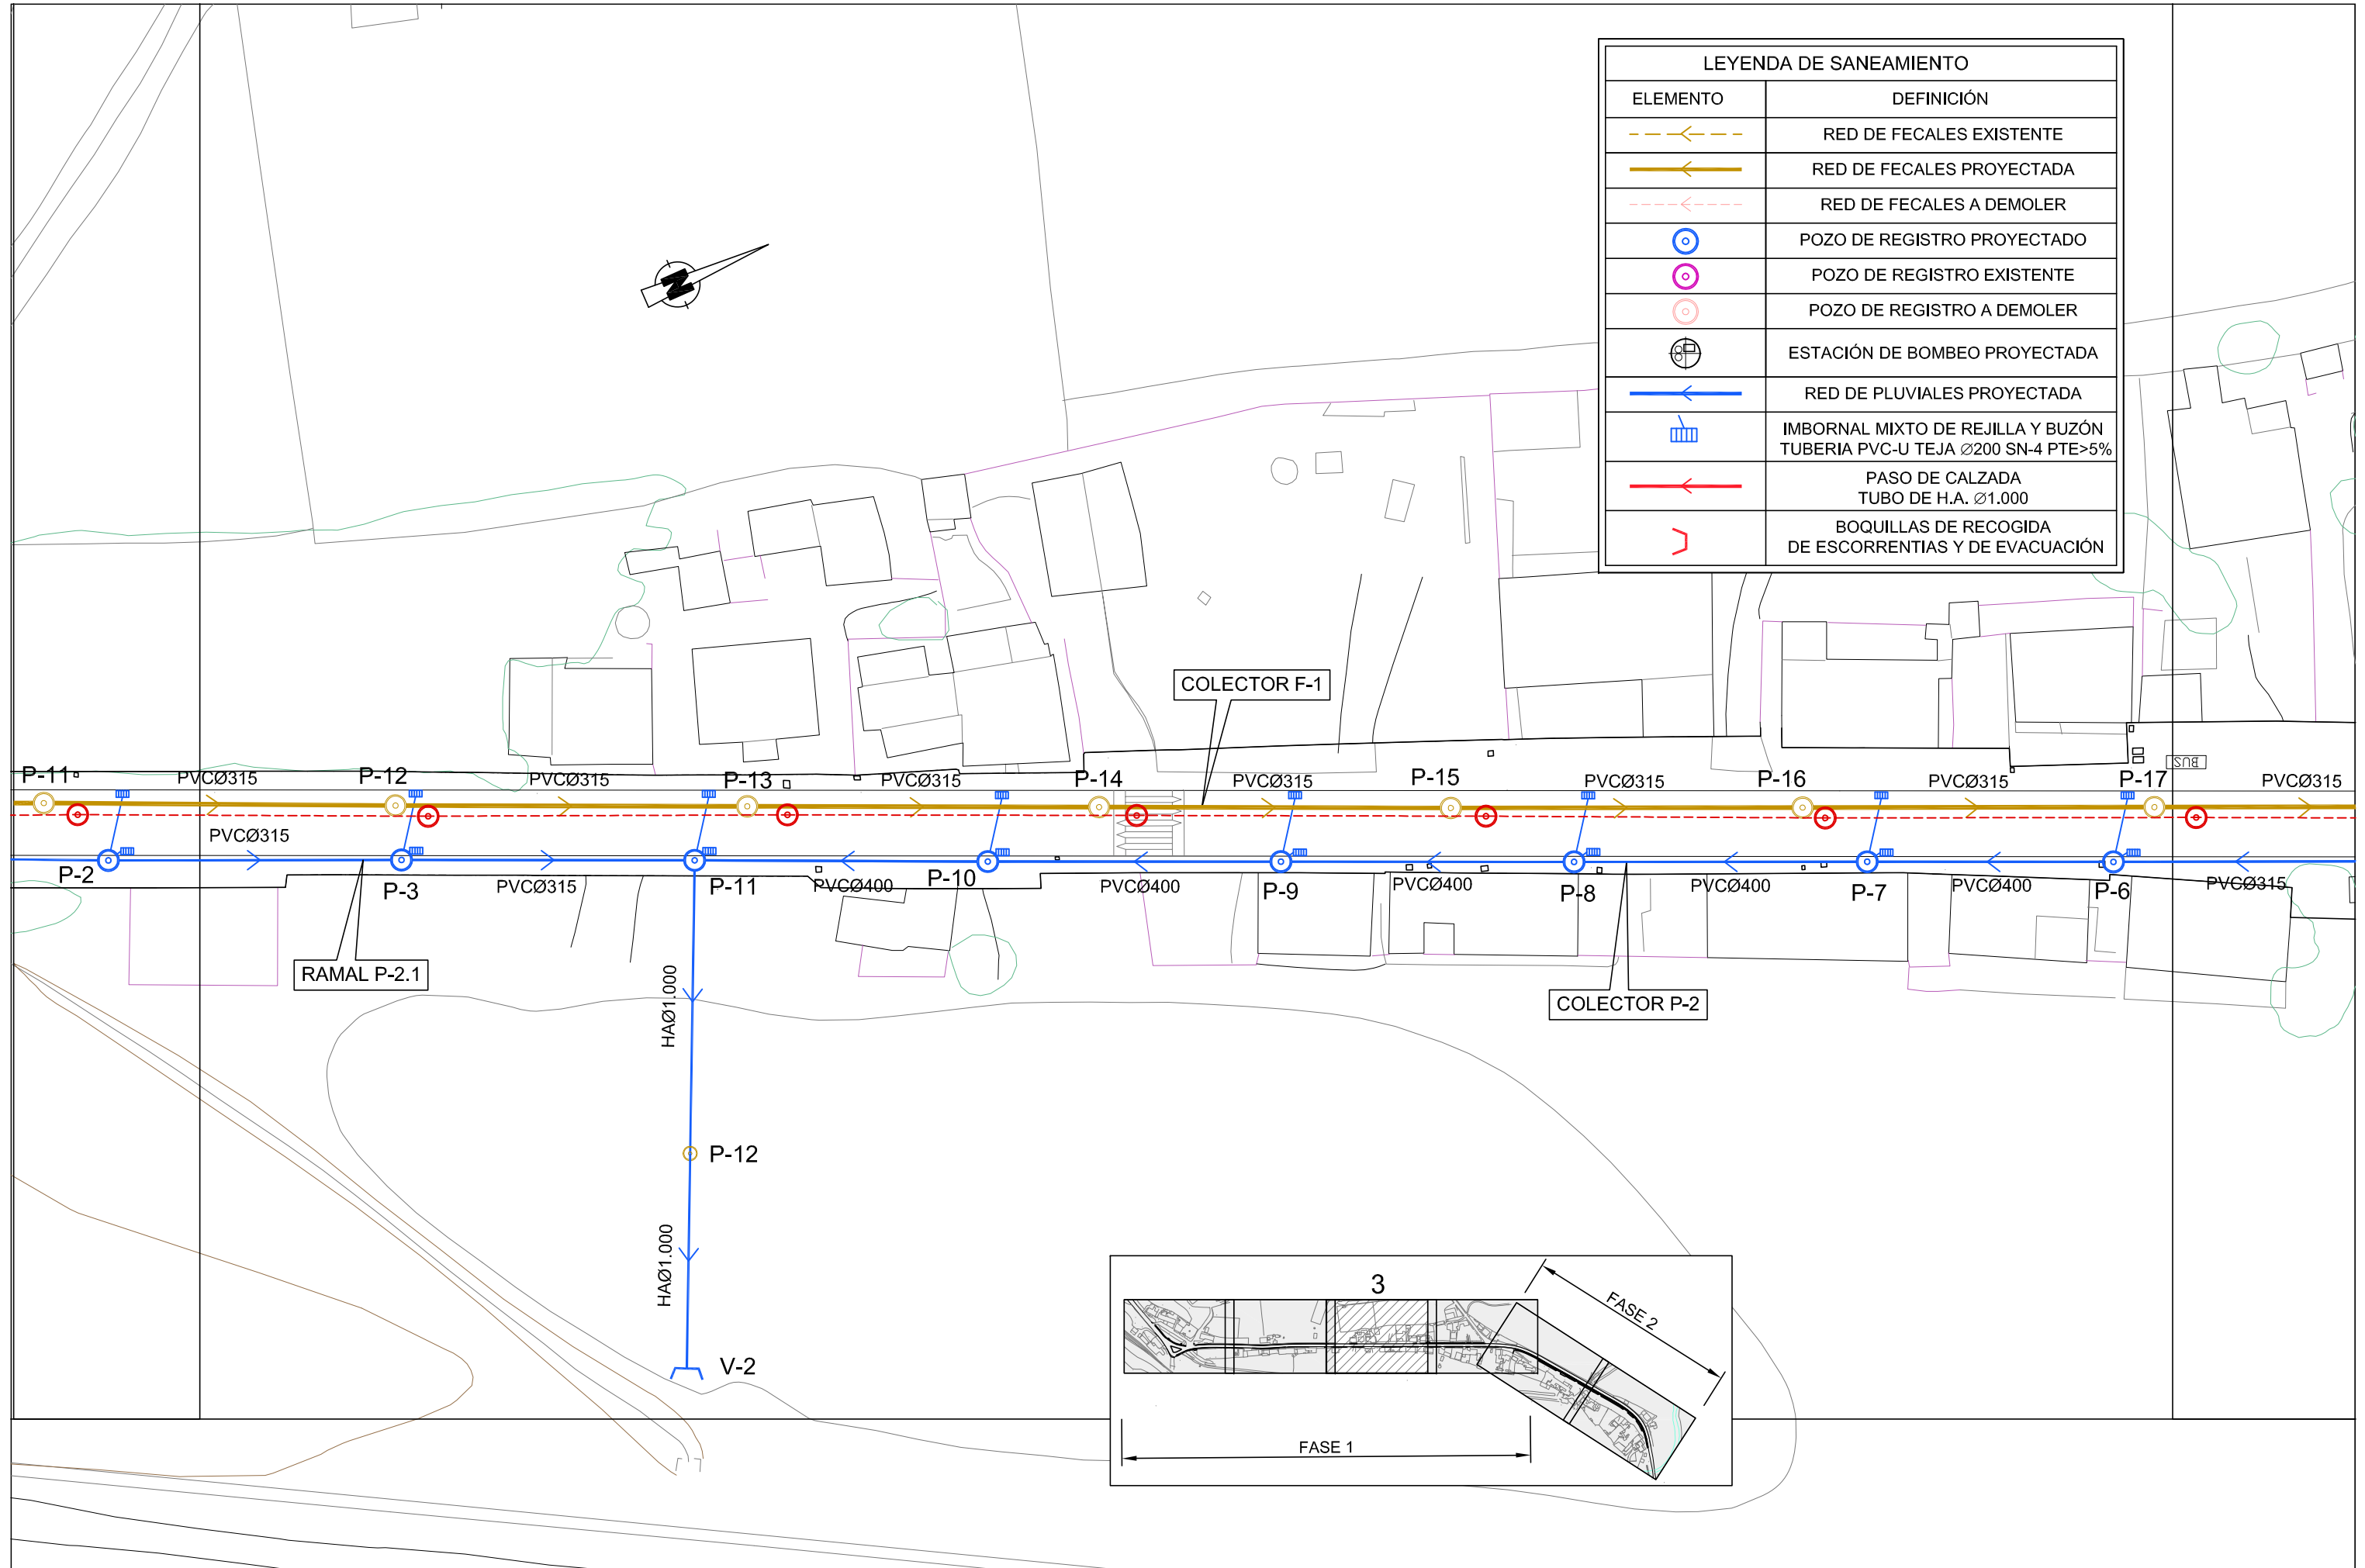 LEYENDA DE SANEAMIENTO
ELEMENTO DEFINICIÓN
RED DE FECALES EXISTENTE
RED DE FECALES PROYECTADA
RED DE FECALES A DEMOLER
POZO DE REGISTRO PROYECTADO
POZO DE REGISTRO EXISTENTE
POZO DE REGISTRO A DEMOLER
ESTACIÓN DE BOMBEO PROYECTADA
RED DE PLUVIALES PROYECTADA
IMBORNAL MIXTO DE REJILLA Y BUZÓN
TUBERIA PVC-U TEJA Ø200 SN-4 PTE>5%
PASO DE CALZADA
TUBO DE H.A. Ø1.000
BOQUILLAS DE RECOGIDA
DE ESCORRENTIAS Y DE EVACUACIÓN
N
COLECTOR F-1
BUS
P-11 PVCØ315 P-12 PVCØ315 P-13 PVCØ315 P-14 PVCØ315 P-15 PVCØ315 P-16 PVCØ315 P-17 PVCØ315
PVCØ315
P-2 P-3 PVCØ315 P-11 PVCØ400 P-10 PVCØ400 P-9 PVCØ400 P-8 PVCØ400 P-7 PVCØ400 P-6 PVCØ315
RAMAL P-2.1
COLECTOR P-2
HAØ1.000
P-12
HAØ1.000
V-2
3
FASE 2
FASE 1